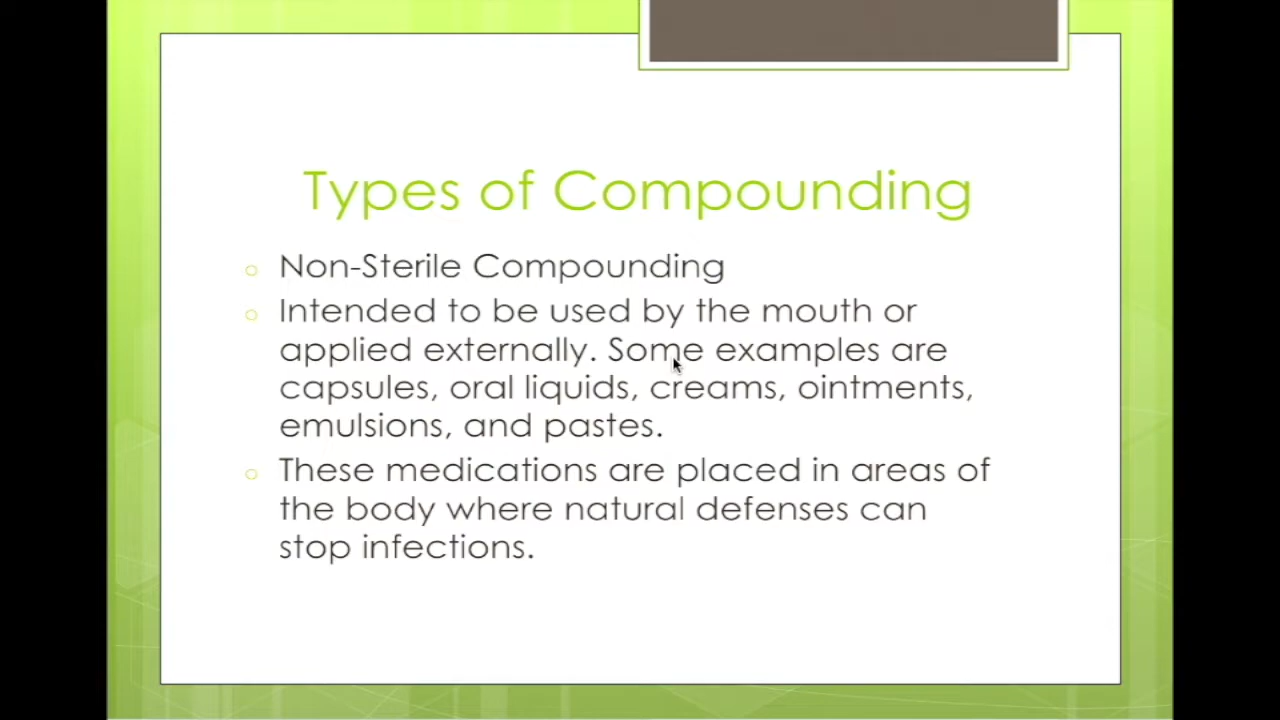 Types of Compounding
Non-Sterile Compounding
Intended to be used by the mouth or
applied externally. Some examples are
capsules, oral liquids, creams, ointments,
emulsions, and pastes.
These medications are placed in areas of
the body where natural defenses can
stop infections.